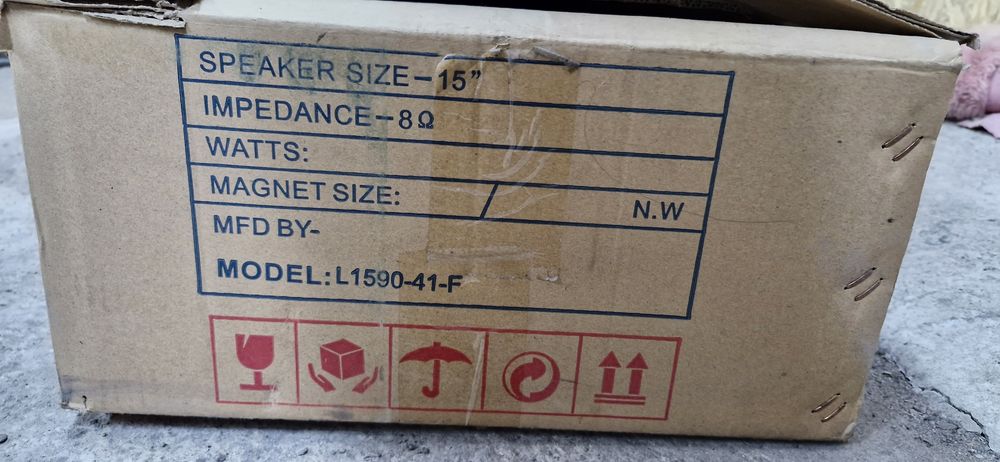 SPEAKER SIZE-15"
IMPEDANCE-8Ω
WATTS:
MAGNET SIZE: / N.W
MFD BY-
MODEL:L1590-41-F